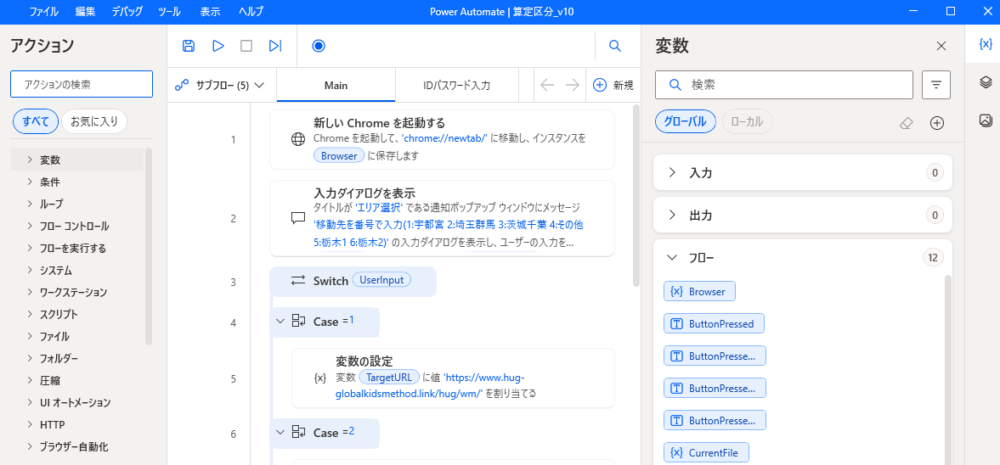 ファイル 編集 デバッグ ツール 表示 ヘルプ Power Automate | 算定区分_v10
アクション
アクションの検索
すべて お気に入り
変数
条件
ループ
フロー コントロール
フローを実行する
システム
ワークステーション
スクリプト
ファイル
フォルダー
圧縮
UI オートメーション
HTTP
ブラウザー自動化
サブフロー (5) Main IDパスワード入力 新規
1
新しい Chrome を起動する
Chrome を起動して、'chrome://newtab/' に移動し、インスタンスを
Browser に保存します
2
入力ダイアログを表示
タイトルが 'エリア選択' である通知ポップアップ ウィンドウにメッセージ
'移動先を番号で入力(1:宇都宮 2:埼玉群馬 3:茨城千葉 4:その他
5:栃木1 6:栃木2)' の入力ダイアログを表示し、ユーザーの入力を...
3 Switch UserInput
4 Case =1
5
変数の設定
{x} 変数 TargetURL に値 'https://www.hug-
globalkidsmethod.link/hug/wm/' を割り当てる
6 Case =2
変数
検索
グローバル ローカル
入力 0
出力 0
フロー 12
{x} Browser
ButtonPressed
ButtonPresse...
ButtonPresse...
ButtonPresse...
{x} CurrentFile
{x}